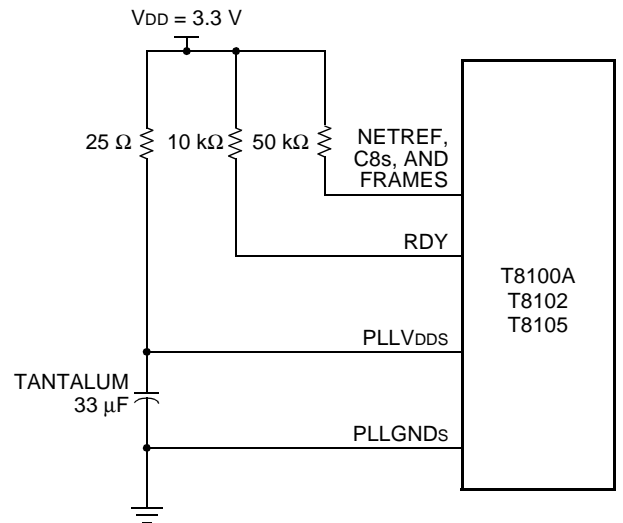 VDD = 3.3 V
25 Ω
10 kΩ
50 kΩ
NETREF,
C8s, AND
FRAMES
RDY
T8100A
T8102
T8105
PLLVDDS
TANTALUM
33 μF
PLLGNDS